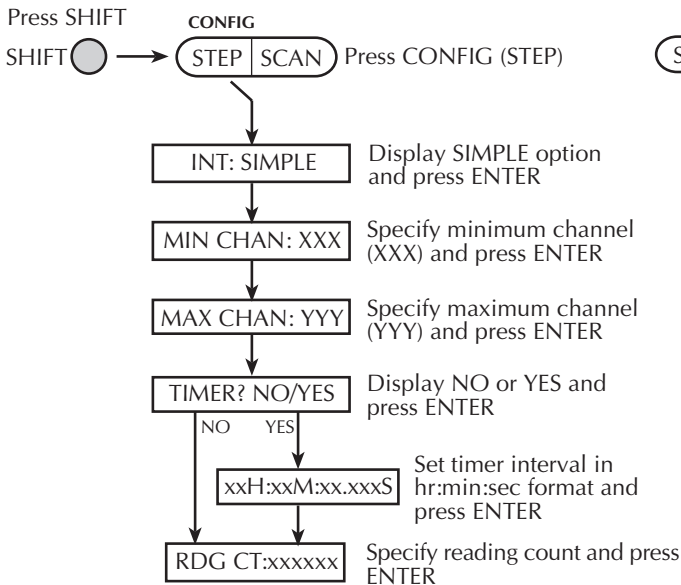 Press SHIFT
CONFIG
SHIFT
STEP SCAN
Press CONFIG (STEP)
S
INT: SIMPLE
Display SIMPLE option
and press ENTER
MIN CHAN: XXX
Specify minimum channel
(XXX) and press ENTER
MAX CHAN: YYY
Specify maximum channel
(YYY) and press ENTER
TIMER? NO/YES
Display NO or YES and
press ENTER
NO YES
xxH:xxM:xx.xxxS
Set timer interval in
hr:min:sec format and
press ENTER
RDG CT:xxxxxx
Specify reading count and press
ENTER